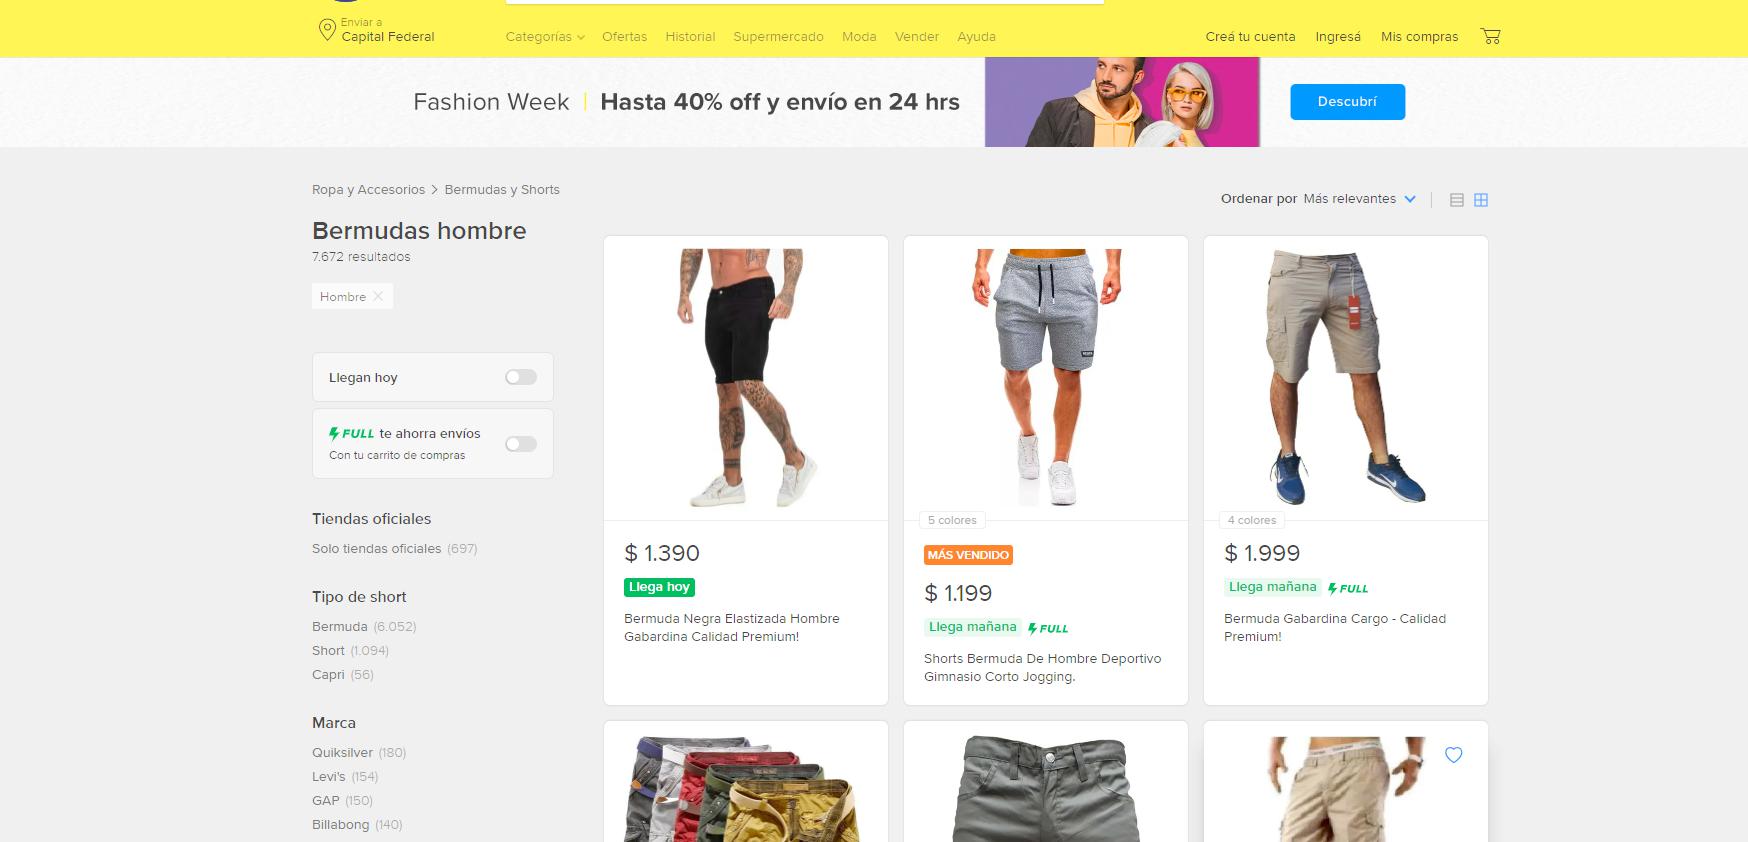 Enviar a
Capital Federal
Categorías
Ofertas
Historial
Supermercado
Moda
Vender
Ayuda
Creá tu cuenta
Ingresá
Mis compras
Fashion Week
Hasta 40% off y envío en 24 hrs
Descubrí
Ropa y Accesorios > Bermudas y Shorts
Bermudas hombre
7.672 resultados
Hombre
Llegan hoy
FULL te ahorra envíos
Con tu carrito de compras
Tiendas oficiales
Solo tiendas oficiales (697)
Tipo de short
Bermuda (6.052)
Short (1.094)
Capri (56)
Marca
Quiksilver (180)
Levi's (154)
GAP (150)
Billabong (140)
Ordenar por Más relevantes
$ 1.390
Llega hoy
Bermuda Negra Elastizada Hombre
Gabardina Calidad Premium!
5 colores
MÁS VENDIDO
$ 1.199
Llega mañana FULL
Shorts Bermuda De Hombre Deportivo
Gimnasio Corto Jogging.
4 colores
$ 1.999
Llega mañana FULL
Bermuda Gabardina Cargo - Calidad
Premium!